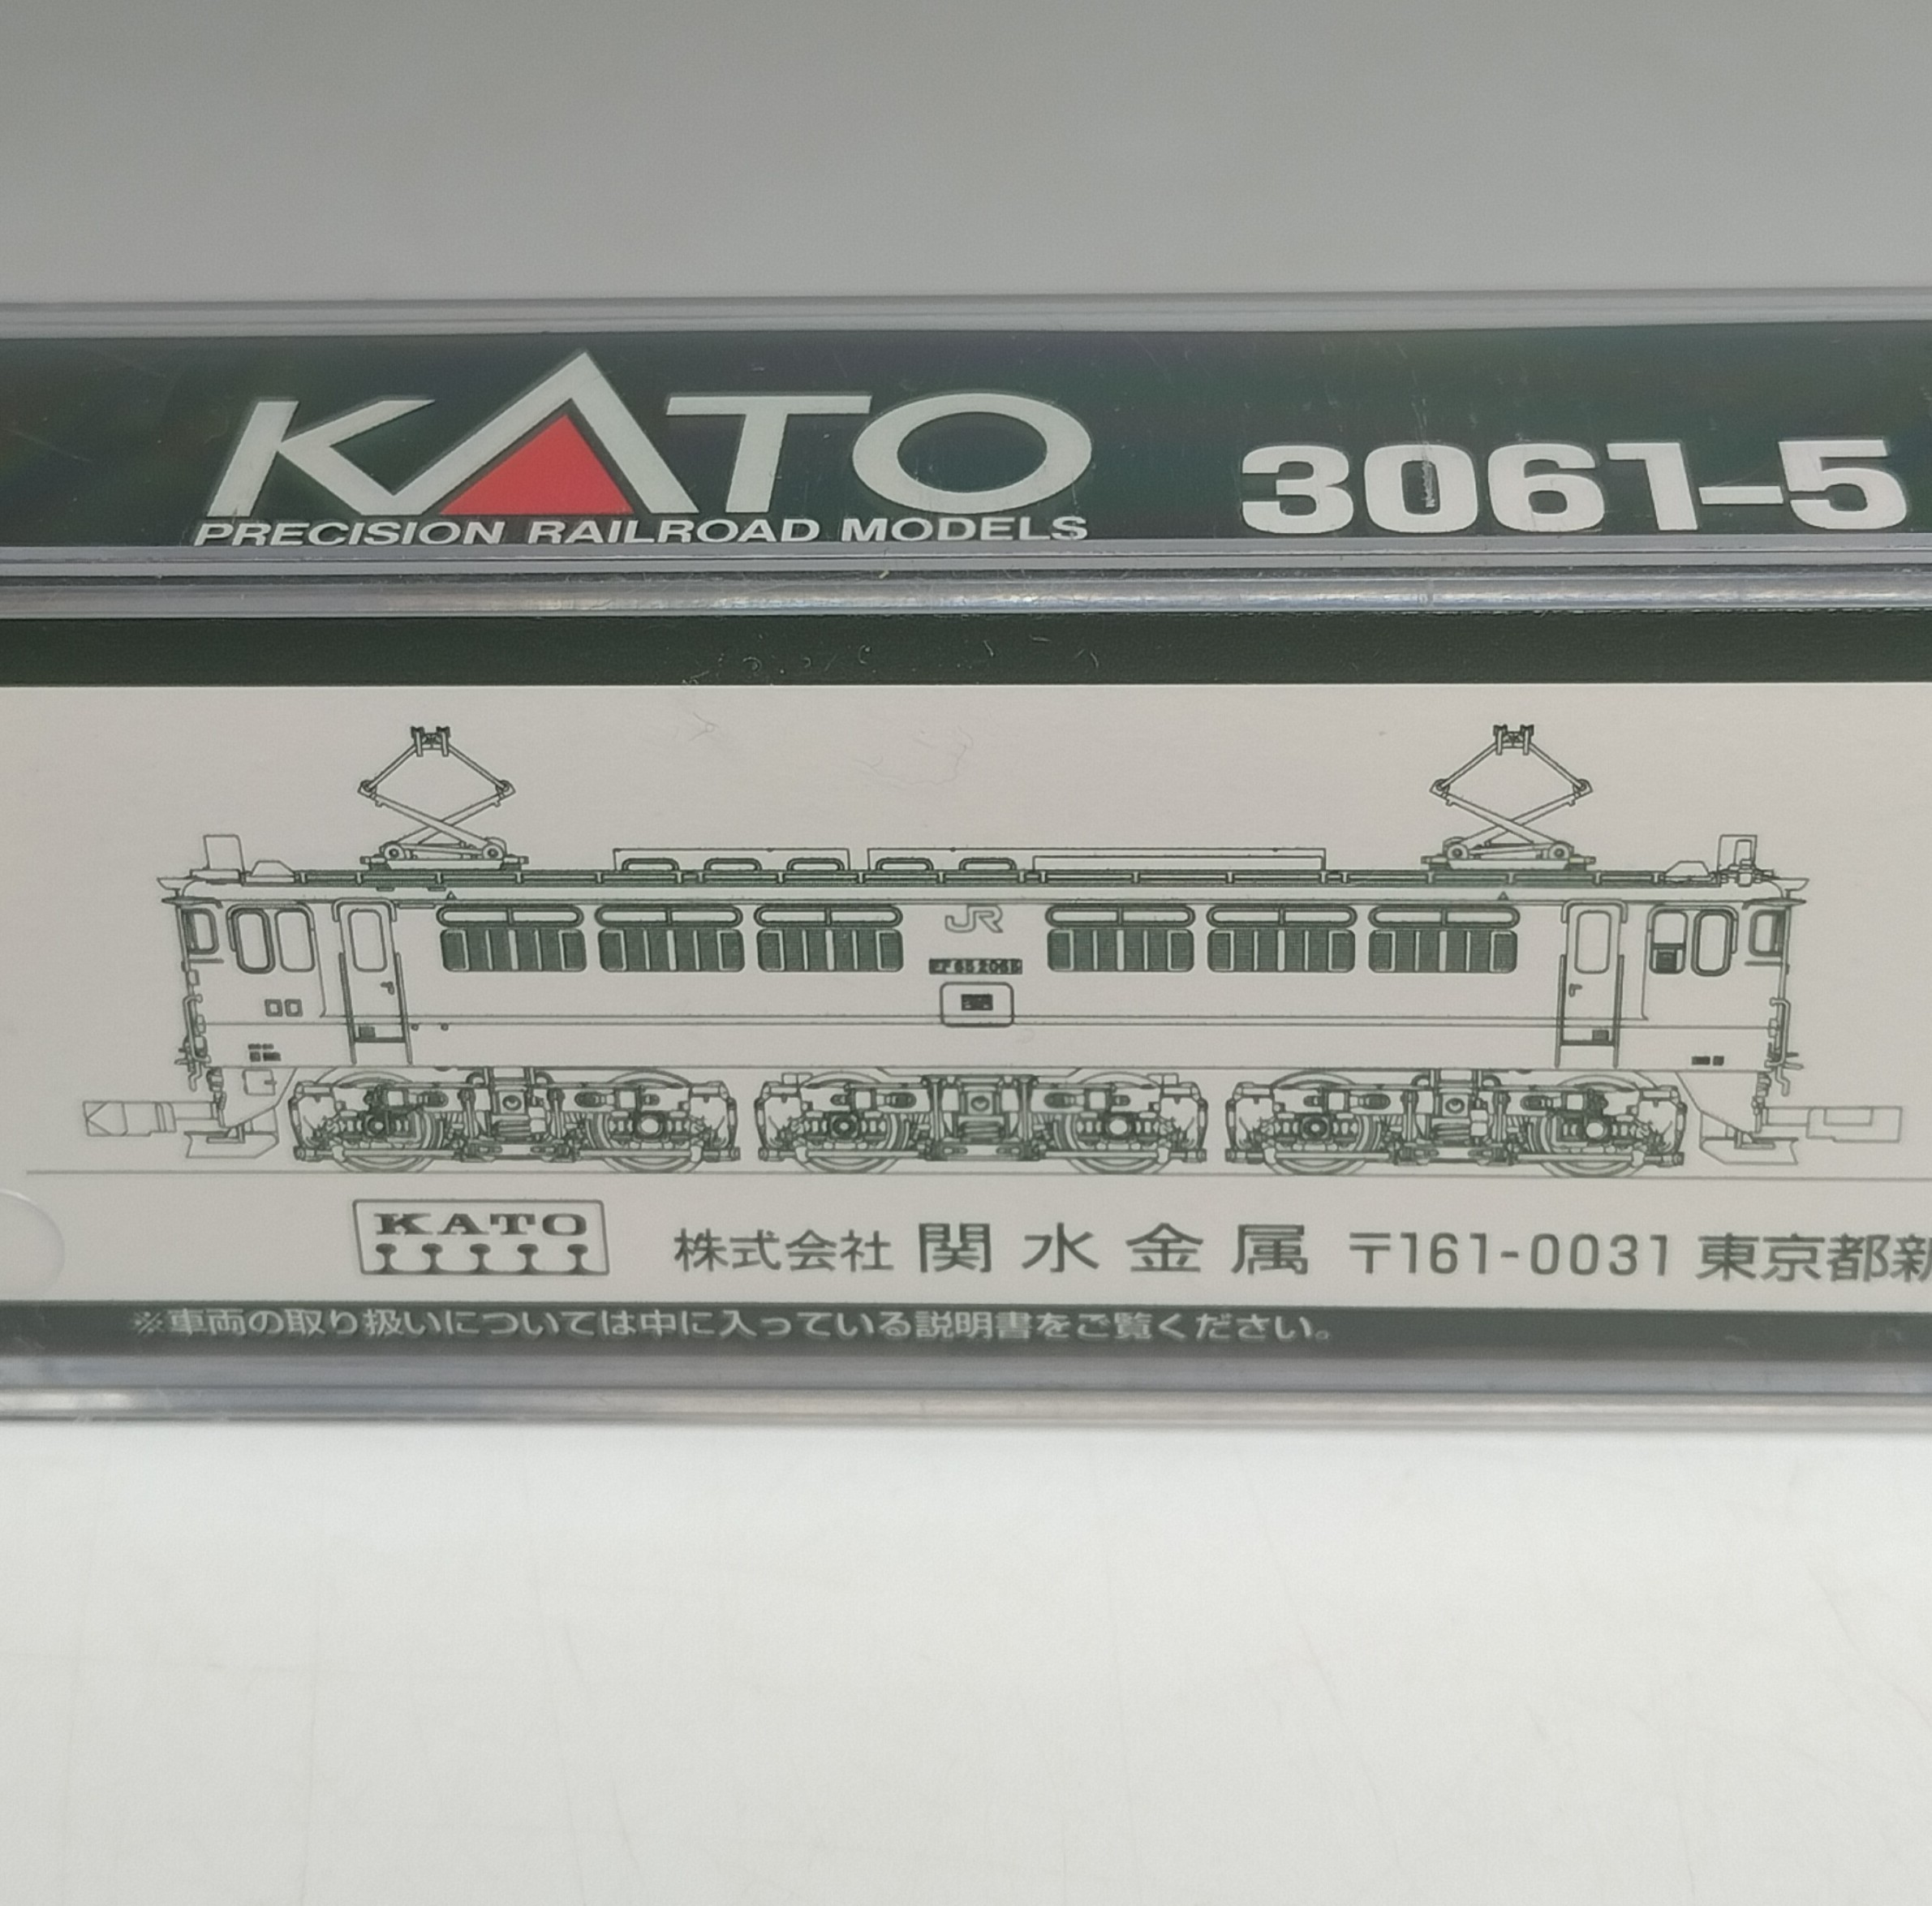 KATO
PRECISION RAILROAD MODELS
3061-5
JR
EF65 2065
KATO
株式会社 関水金属 〒161-0031 東京都新
※車両の取り扱いについては中に入っている説明書をご覧ください。